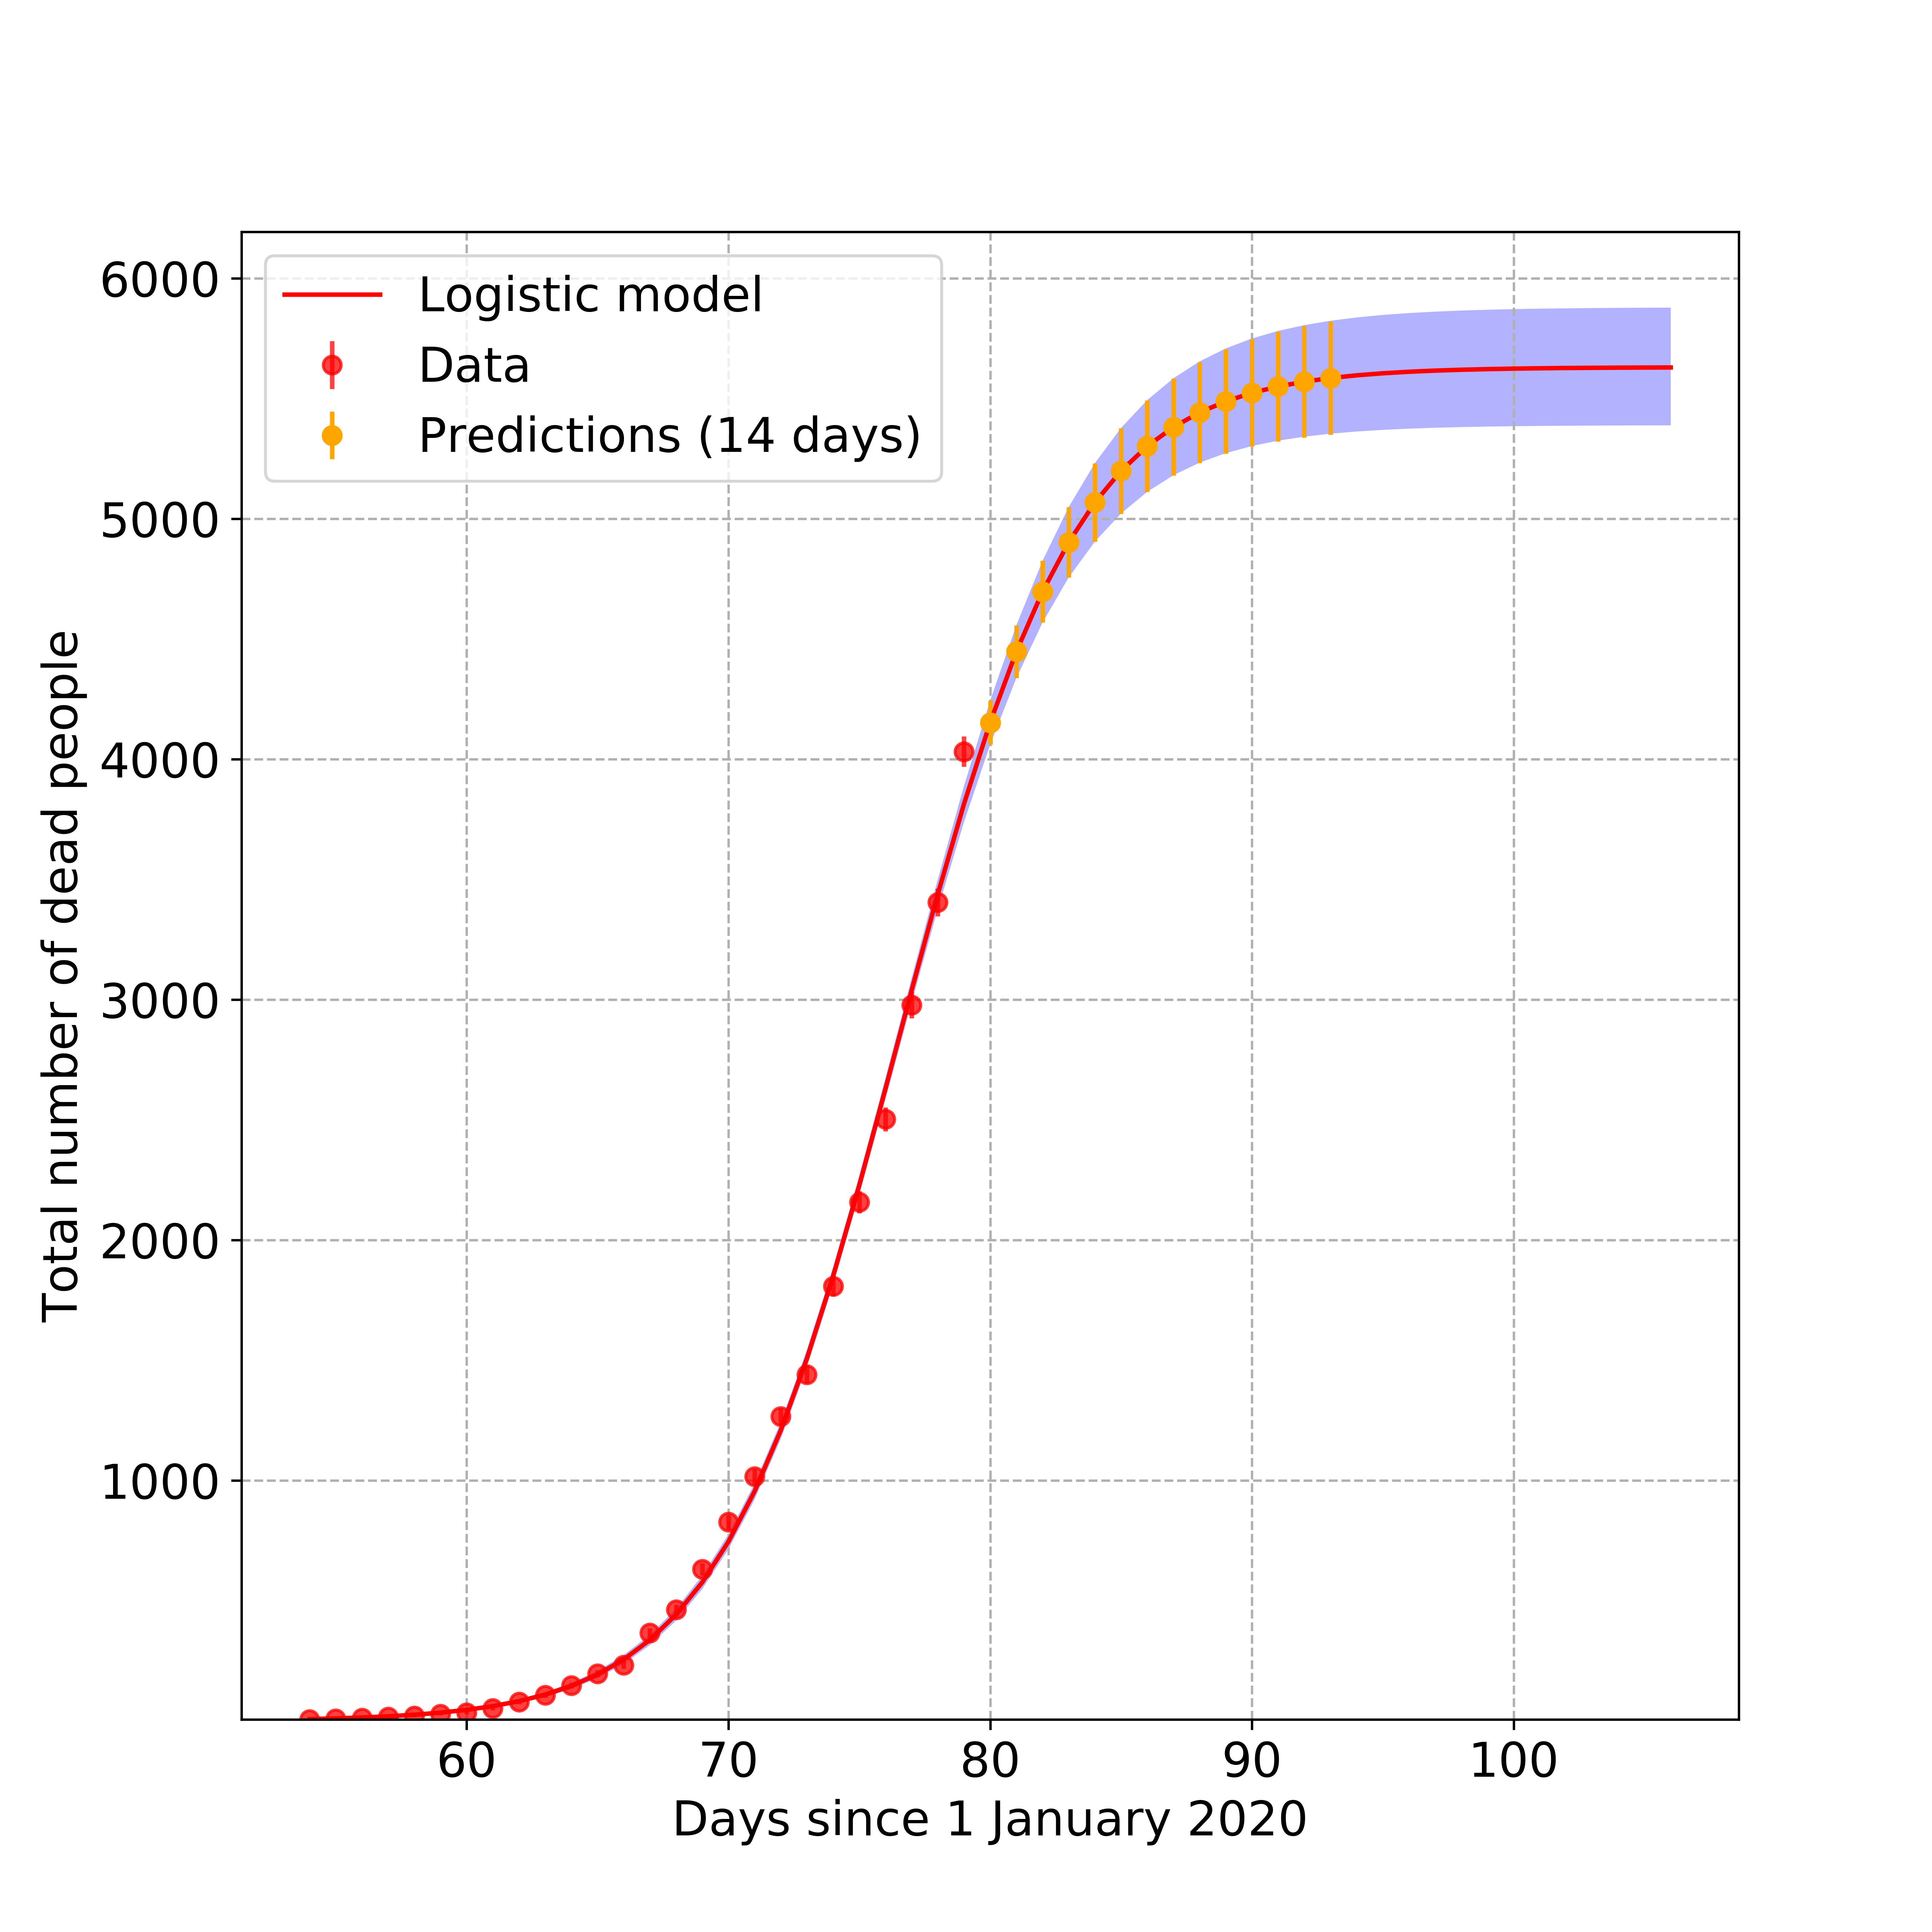 Logistic model
Data
Predictions (14 days)
6000
5000
4000
3000
2000
1000
Total number of dead people
60 70 80 90 100
Days since 1 January 2020